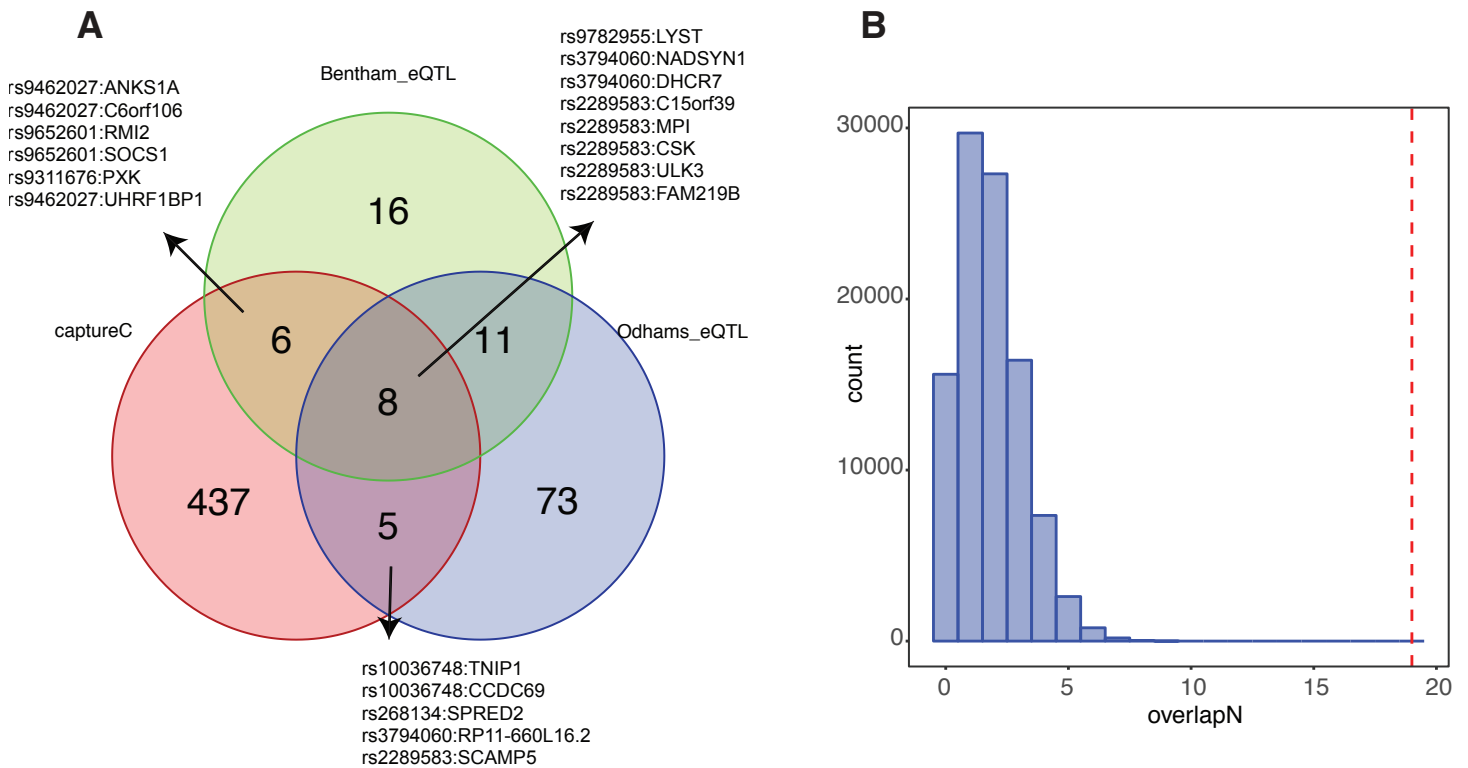 A
Bentham_eQTL
rs9462027:ANKS1A
rs9462027:C6orf106
rs9652601:RMI2
rs9652601:SOCS1
rs9311676:PXK
rs9462027:UHRF1BP1
rs9782955:LYST
rs3794060:NADSYN1
rs3794060:DHCR7
rs2289583:C15orf39
rs2289583:MPI
rs2289583:CSK
rs2289583:ULK3
rs2289583:FAM219B
16
captureC
6
11
Odhams_eQTL
8
437
5
73
rs10036748:TNIP1
rs10036748:CCDC69
rs268134:SPRED2
rs3794060:RP11-660L16.2
rs2289583:SCAMP5
B
30000
20000
10000
0
count
0 5 10 15 20
overlapN